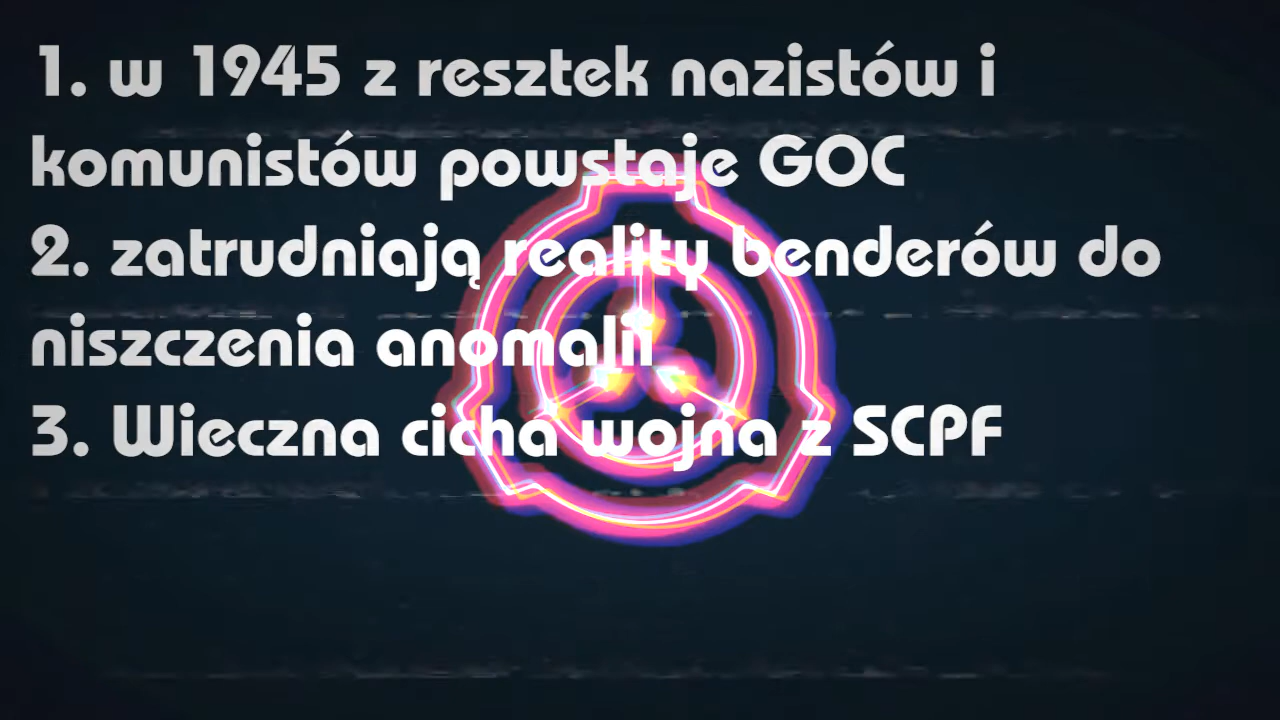 1. w 1945 z resztek nazistów i
komunistów powstaje GOC
2. zatrudniają reality benderów do
niszczenia anomalii
3. Wieczna cicha wojna z SCPF